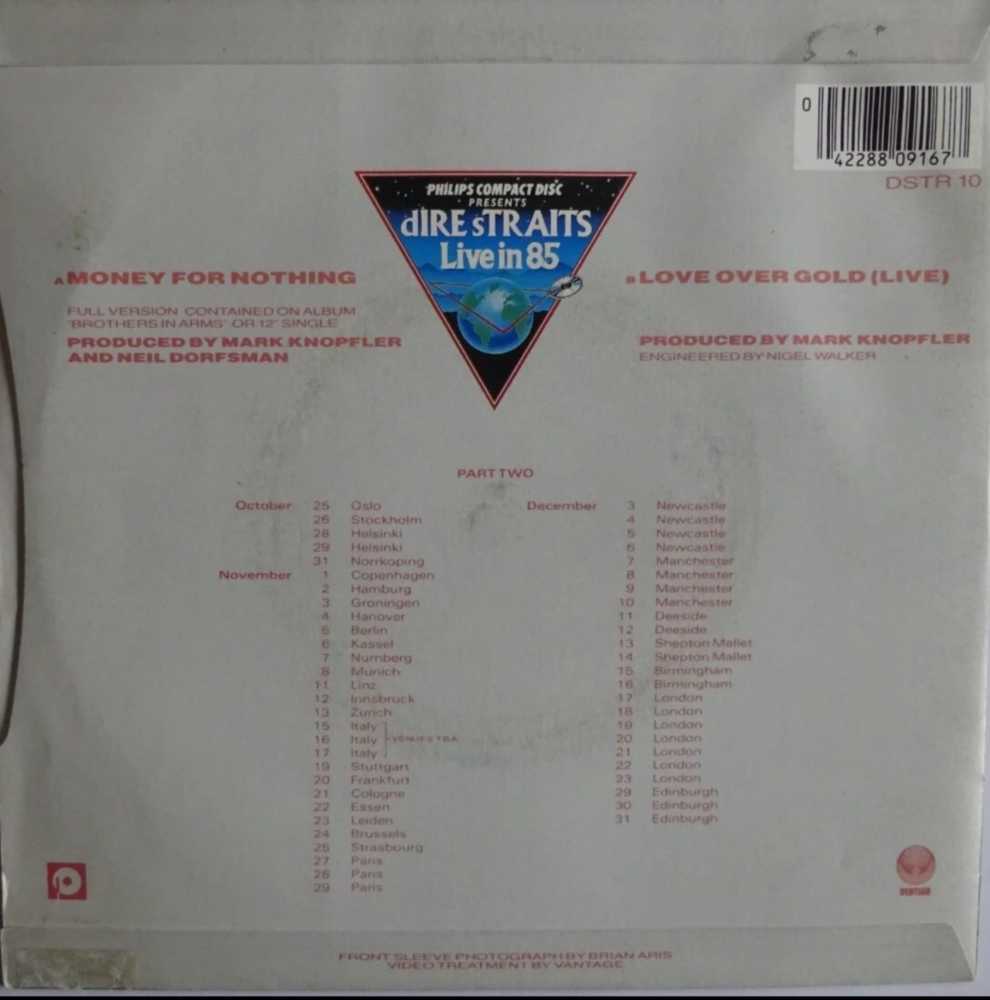 0
42288 09167
DSTR 10
PHILIPS COMPACT DISC
PRESENTS
dIRE sTRAITS
Live in 85
A MONEY FOR NOTHING
FULL VERSION CONTAINED ON ALBUM
'BROTHERS IN ARMS' OR 12" SINGLE
PRODUCED BY MARK KNOPFLER
AND NEIL DORFSMAN
B LOVE OVER GOLD (LIVE)
PRODUCED BY MARK KNOPFLER
ENGINEERED BY NIGEL WALKER
PART TWO
October 25 Oslo
26 Stockholm
28 Helsinki
29 Helsinki
31 Norrkoping
November 1 Copenhagen
2 Hamburg
3 Groningen
4 Hanover
5 Berlin
6 Kassel
7 Nurnberg
8 Munich
11 Linz
12 Innsbruck
13 Zurich
15 Italy
16 Italy VENUES T.B.A.
17 Italy
19 Stuttgart
20 Frankfurt
21 Cologne
22 Essen
23 Leiden
24 Brussels
25 Strasbourg
27 Paris
28 Paris
29 Paris
December 3 Newcastle
4 Newcastle
5 Newcastle
6 Newcastle
7 Manchester
8 Manchester
9 Manchester
10 Manchester
11 Deeside
12 Deeside
13 Shepton Mallet
14 Shepton Mallet
15 Birmingham
16 Birmingham
17 London
18 London
19 London
20 London
21 London
22 London
23 London
29 Edinburgh
30 Edinburgh
31 Edinburgh
VERTIGO
FRONT SLEEVE PHOTOGRAPH BY BRIAN ARIS
VIDEO TREATMENT BY VANTAGE